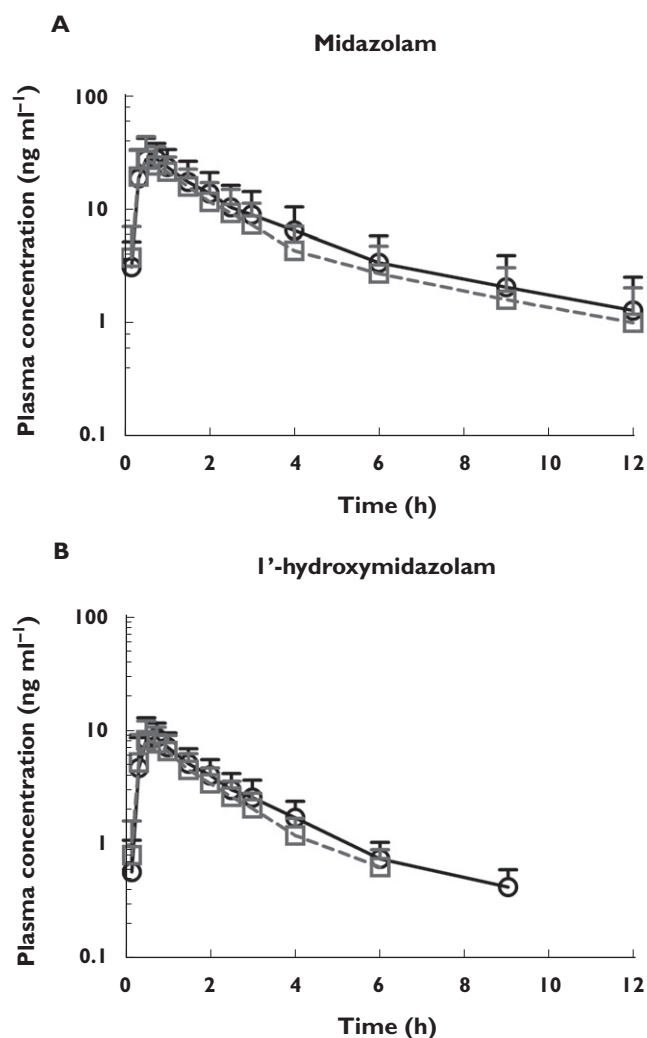 A
Midazolam
100
10
1
0.1
Plasma concentration (ng ml⁻¹)
0 2 4 6 8 10 12
Time (h)
B
1’-hydroxymidazolam
100
10
1
0.1
Plasma concentration (ng ml⁻¹)
0 2 4 6 8 10 12
Time (h)